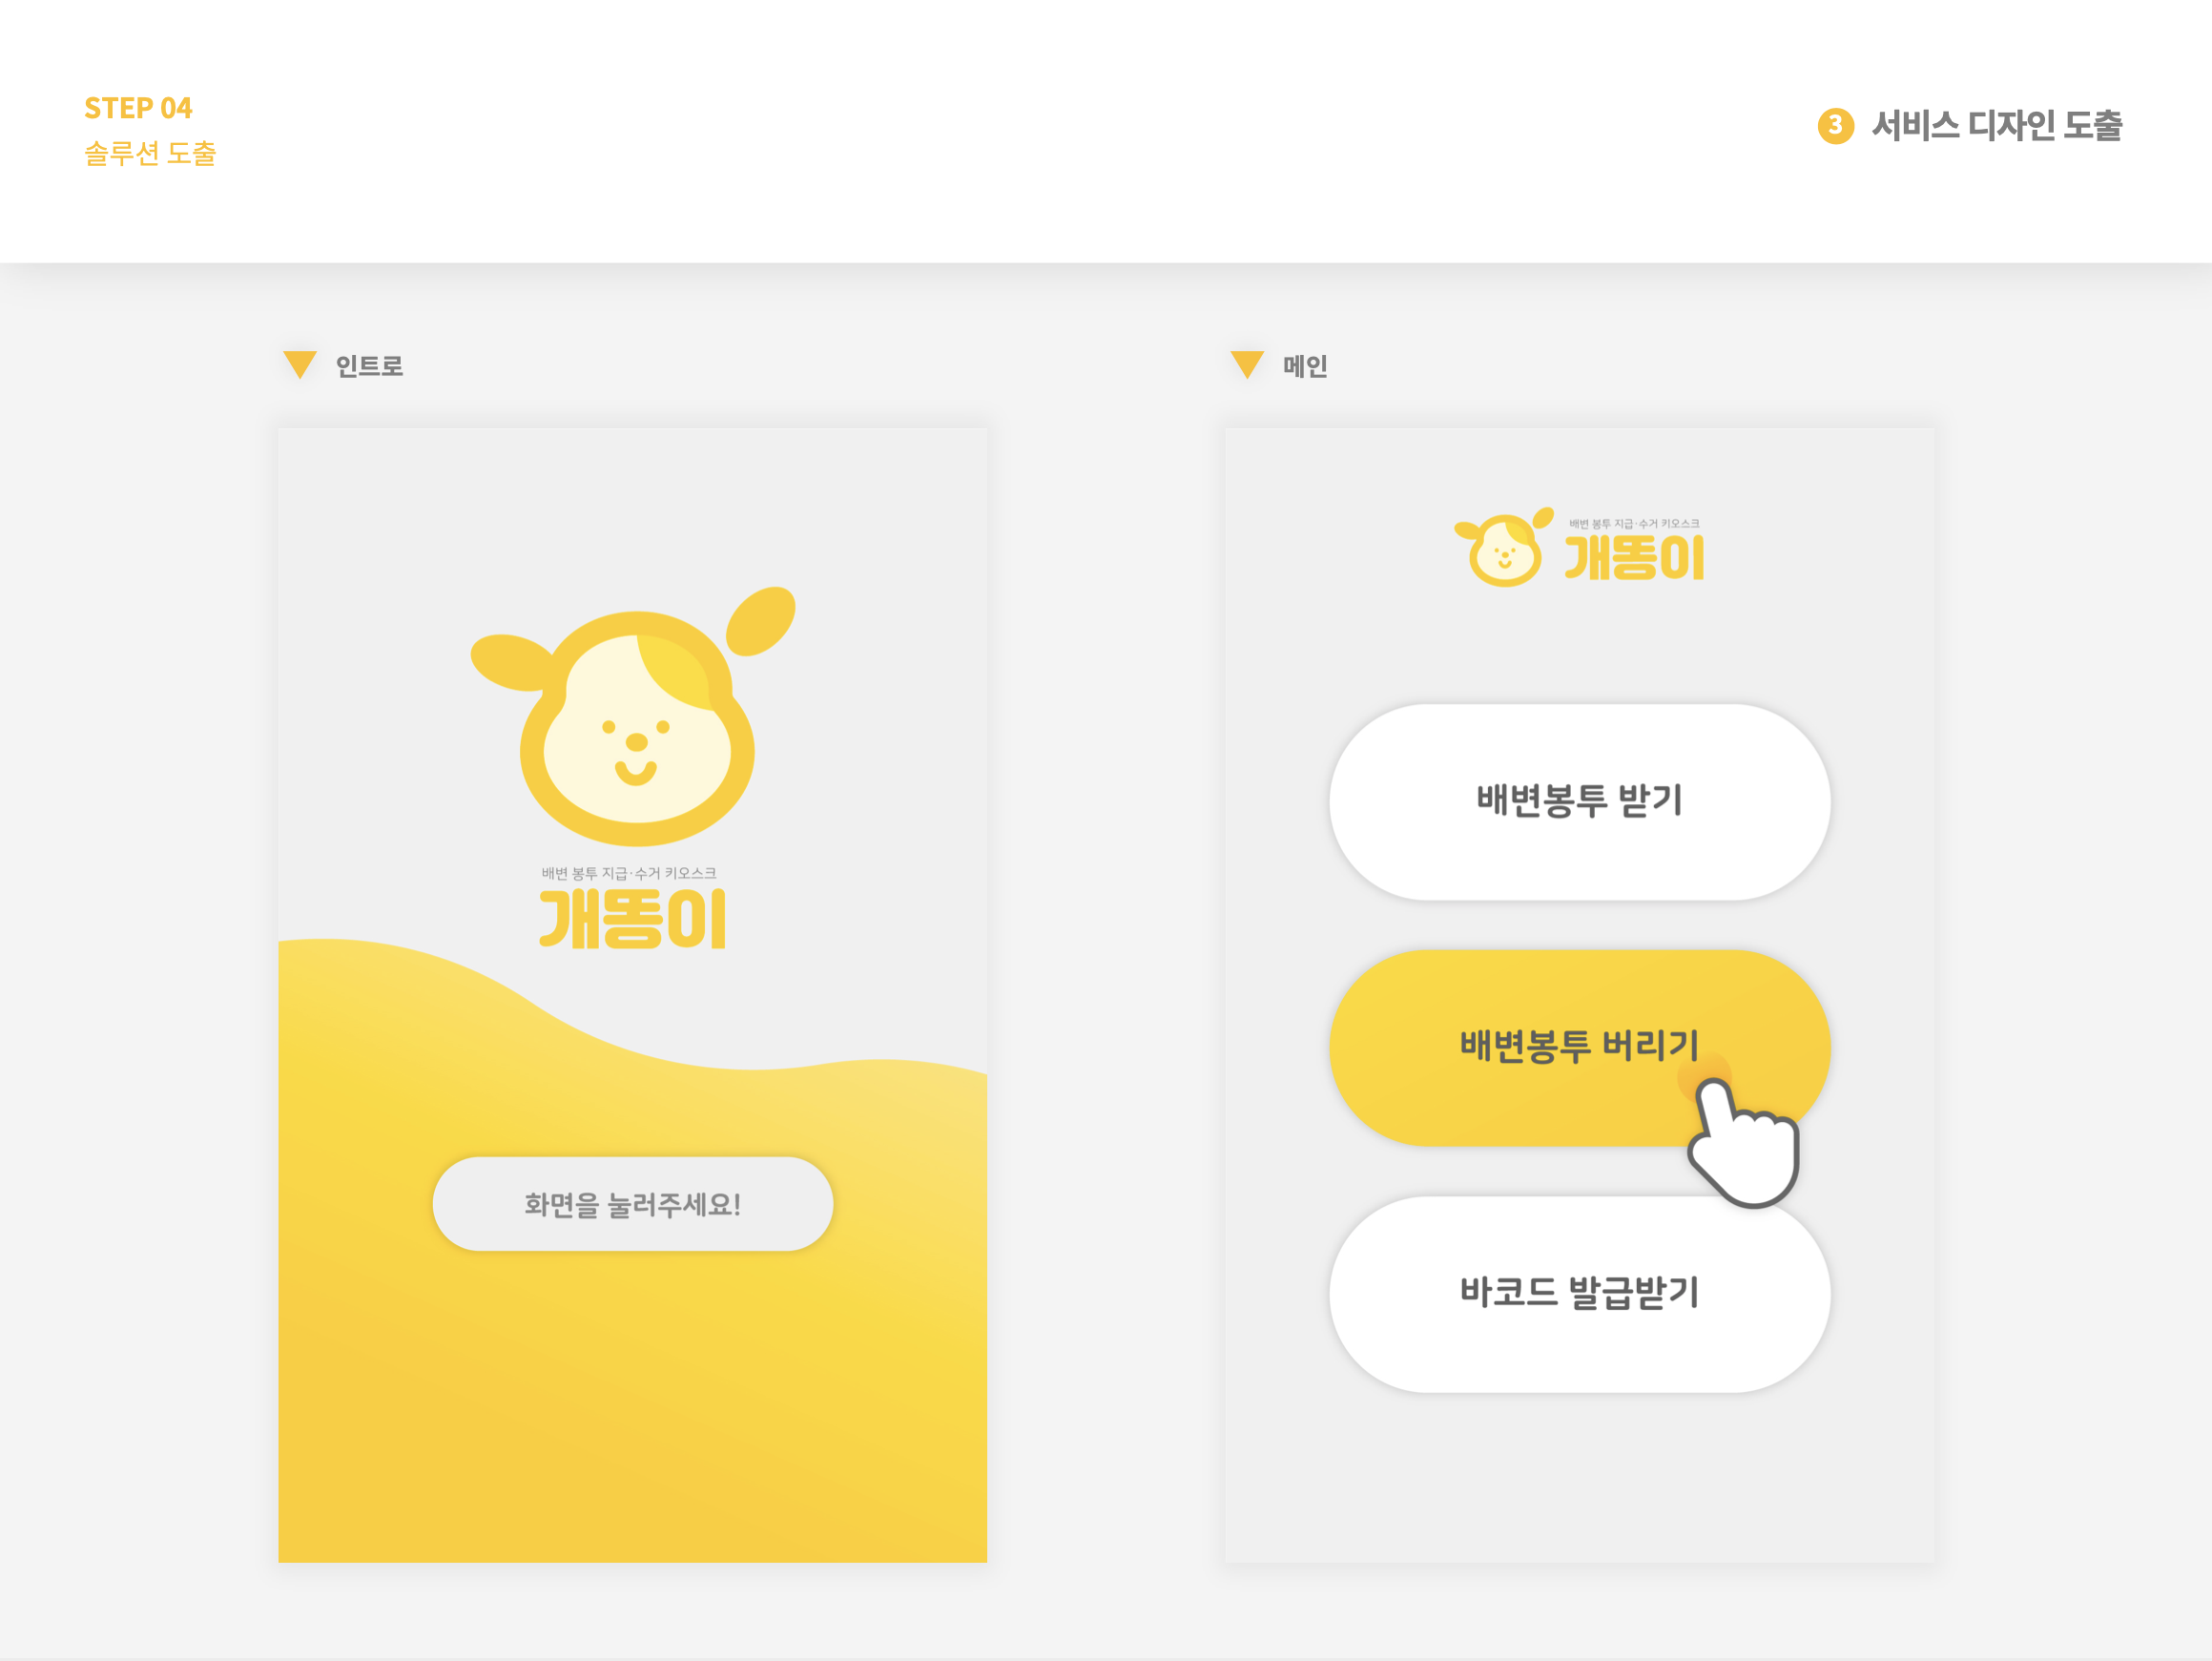 STEP 04
솔루션 도출
3 서비스 디자인 도출
인트로
배변 봉투 지급·수거 키오스크
개똥이
화면을 눌러주세요!
메인
배변 봉투 지급·수거 키오스크
개똥이
배변봉투 받기
배변봉투 버리기
바코드 발급받기